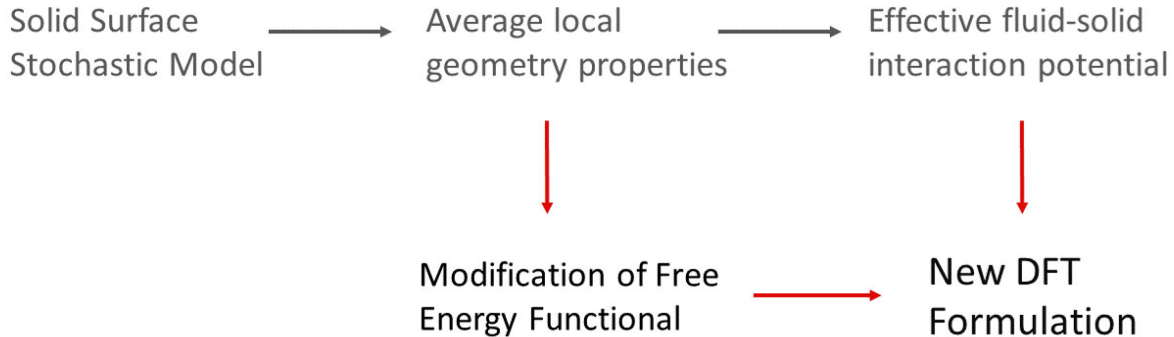 Solid Surface
Stochastic Model
Average local
geometry properties
Effective fluid-solid
interaction potential
Modification of Free
Energy Functional
New DFT
Formulation